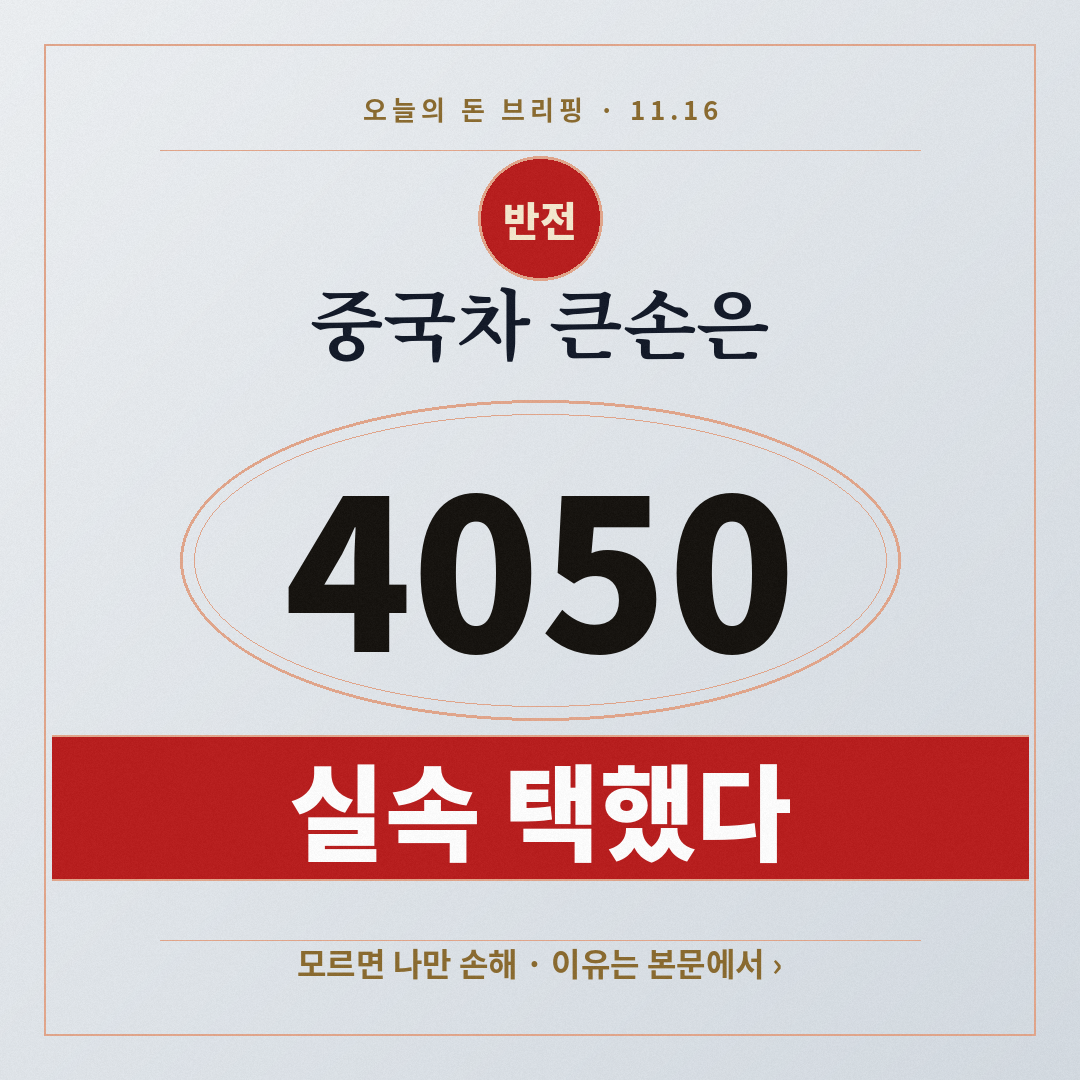 오늘의 돈 브리핑 · 11.16
반전
중국차 큰손은
4050
실속 택했다
모르면 나만 손해 · 이유는 본문에서 ›